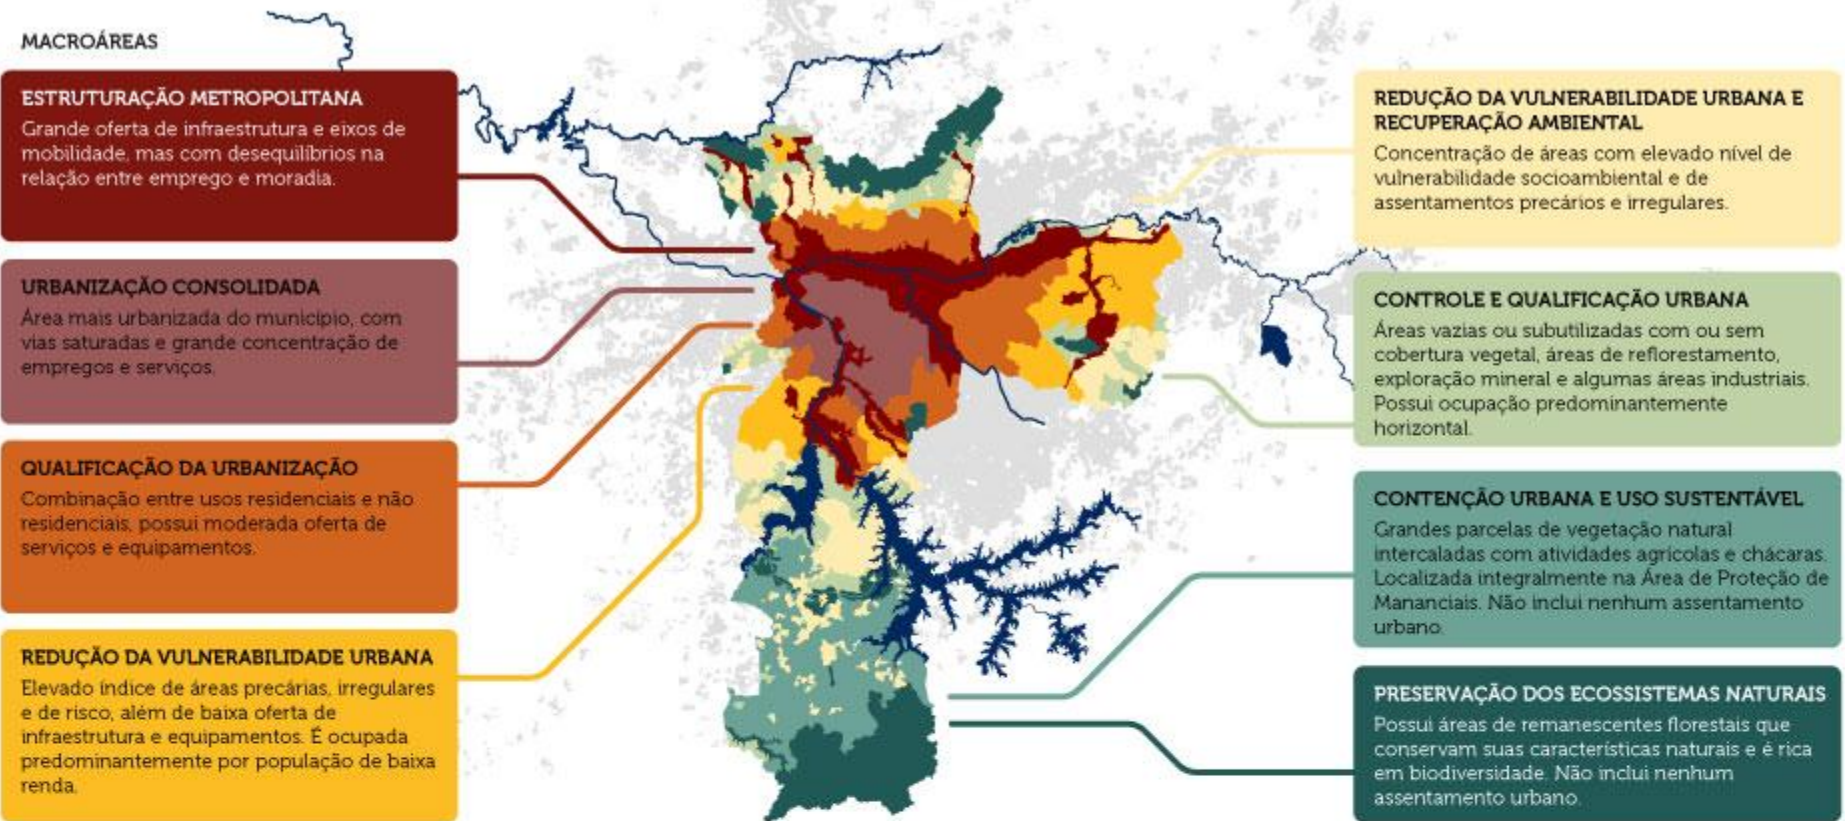 MACROÁREAS
ESTRUTURAÇÃO METROPOLITANA
Grande oferta de infraestrutura e eixos de
mobilidade, mas com desequilíbrios na
relação entre emprego e moradia.
URBANIZAÇÃO CONSOLIDADA
Área mais urbanizada do município, com
vias saturadas e grande concentração de
empregos e serviços.
QUALIFICAÇÃO DA URBANIZAÇÃO
Combinação entre usos residenciais e não
residenciais, possui moderada oferta de
serviços e equipamentos.
REDUÇÃO DA VULNERABILIDADE URBANA
Elevado índice de áreas precárias, irregulares
e de risco, além de baixa oferta de
infraestrutura e equipamentos. É ocupada
predominantemente por população de baixa
renda.
REDUÇÃO DA VULNERABILIDADE URBANA E
RECUPERAÇÃO AMBIENTAL
Concentração de áreas com elevado nível de
vulnerabilidade socioambiental e de
assentamentos precários e irregulares.
CONTROLE E QUALIFICAÇÃO URBANA
Áreas vazias ou subutilizadas com ou sem
cobertura vegetal, áreas de reflorestamento,
exploração mineral e algumas áreas industriais.
Possui ocupação predominantemente
horizontal.
CONTENÇÃO URBANA E USO SUSTENTÁVEL
Grandes parcelas de vegetação natural
intercaladas com atividades agrícolas e chácaras.
Localizada integralmente na Área de Proteção de
Mananciais. Não inclui nenhum assentamento
urbano.
PRESERVAÇÃO DOS ECOSSISTEMAS NATURAIS
Possui áreas de remanescentes florestais que
conservam suas características naturais e é rica
em biodiversidade. Não inclui nenhum
assentamento urbano.